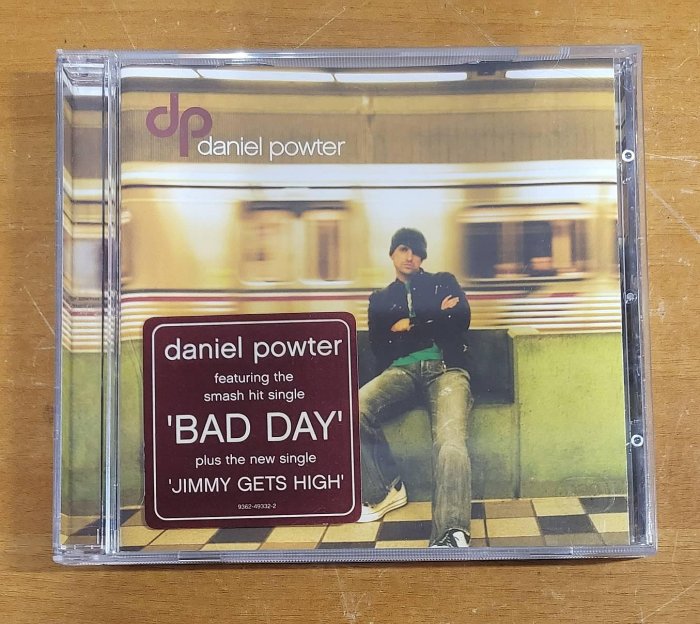 dp
daniel powter
daniel powter
featuring the
smash hit single
'BAD DAY'
plus the new single
'JIMMY GETS HIGH'
9362-49332-2